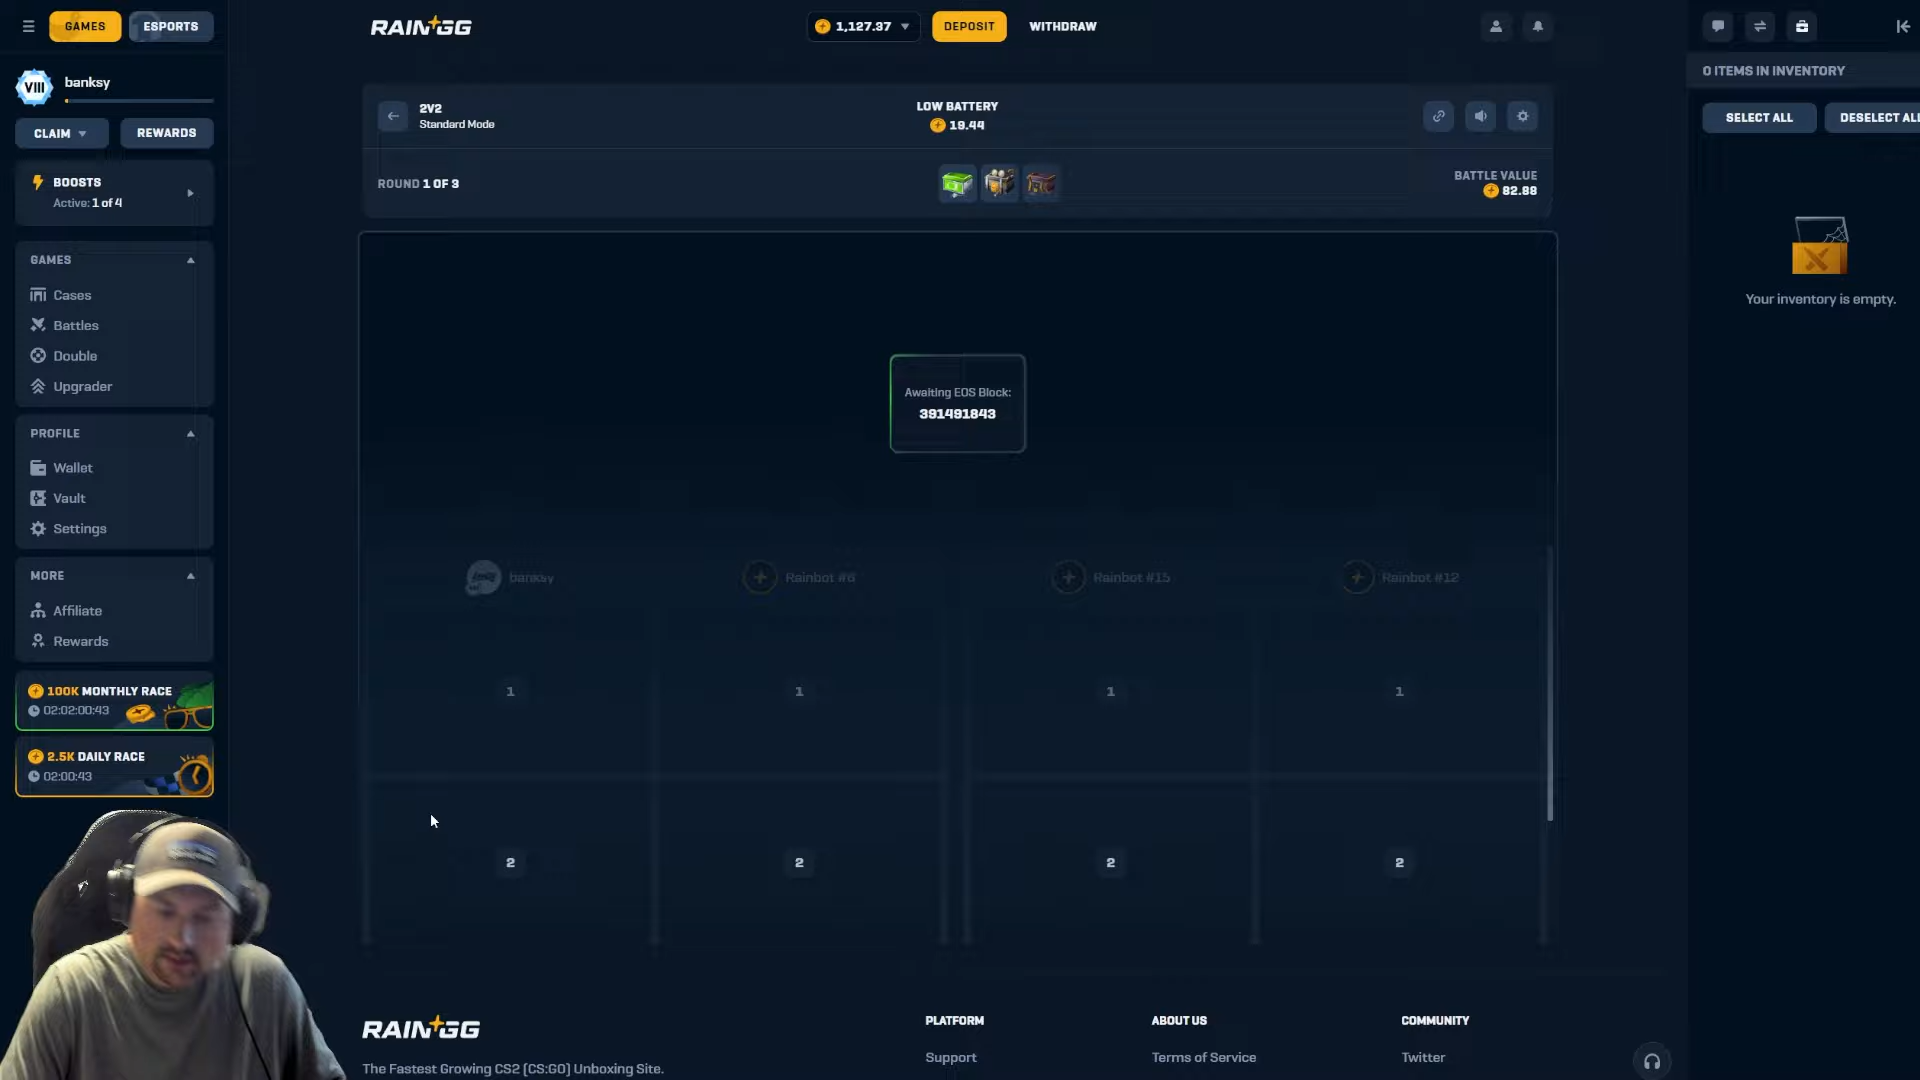 GAMES
ESPORTS
RAIN GG
1,127.37
DEPOSIT
WITHDRAW
VIII
banksy
CLAIM
REWARDS
BOOSTS
Active: 1 of 4
GAMES
Cases
Battles
Double
Upgrader
PROFILE
Wallet
Vault
Settings
MORE
Affiliate
Rewards
100K MONTHLY RACE
02:02:00:43
2.5K DAILY RACE
02:00:43
2V2
Standard Mode
LOW BATTERY
19.44
ROUND 1 OF 3
BATTLE VALUE
82.88
Awaiting EOS Block:
391491843
banksy
Rainbot #6
Rainbot #15
Rainbot #12
1
1
1
1
2
2
2
2
0 ITEMS IN INVENTORY
SELECT ALL
DESELECT ALL
Your inventory is empty.
RAIN GG
The Fastest Growing CS2 (CS:GO) Unboxing Site.
PLATFORM
Support
ABOUT US
Terms of Service
COMMUNITY
Twitter